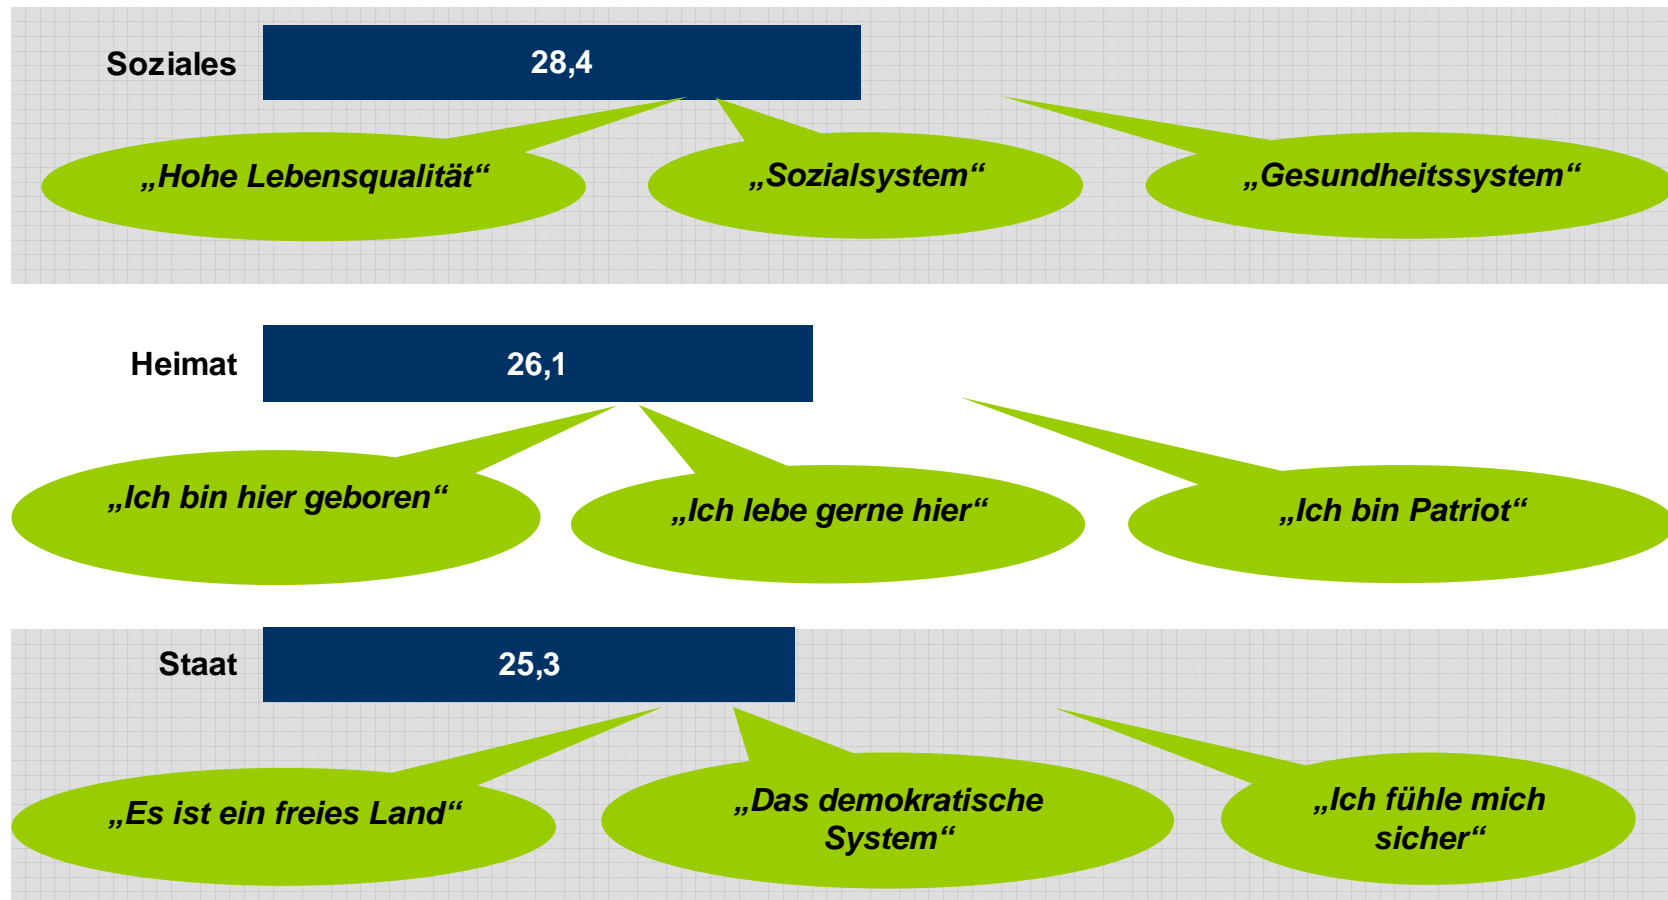 Soziales
28,4
„Hohe Lebensqualität“
„Sozialsystem“
„Gesundheitssystem“
Heimat
26,1
„Ich bin hier geboren“
„Ich lebe gerne hier“
„Ich bin Patriot“
Staat
25,3
„Es ist ein freies Land“
„Das demokratische
System“
„Ich fühle mich
sicher“